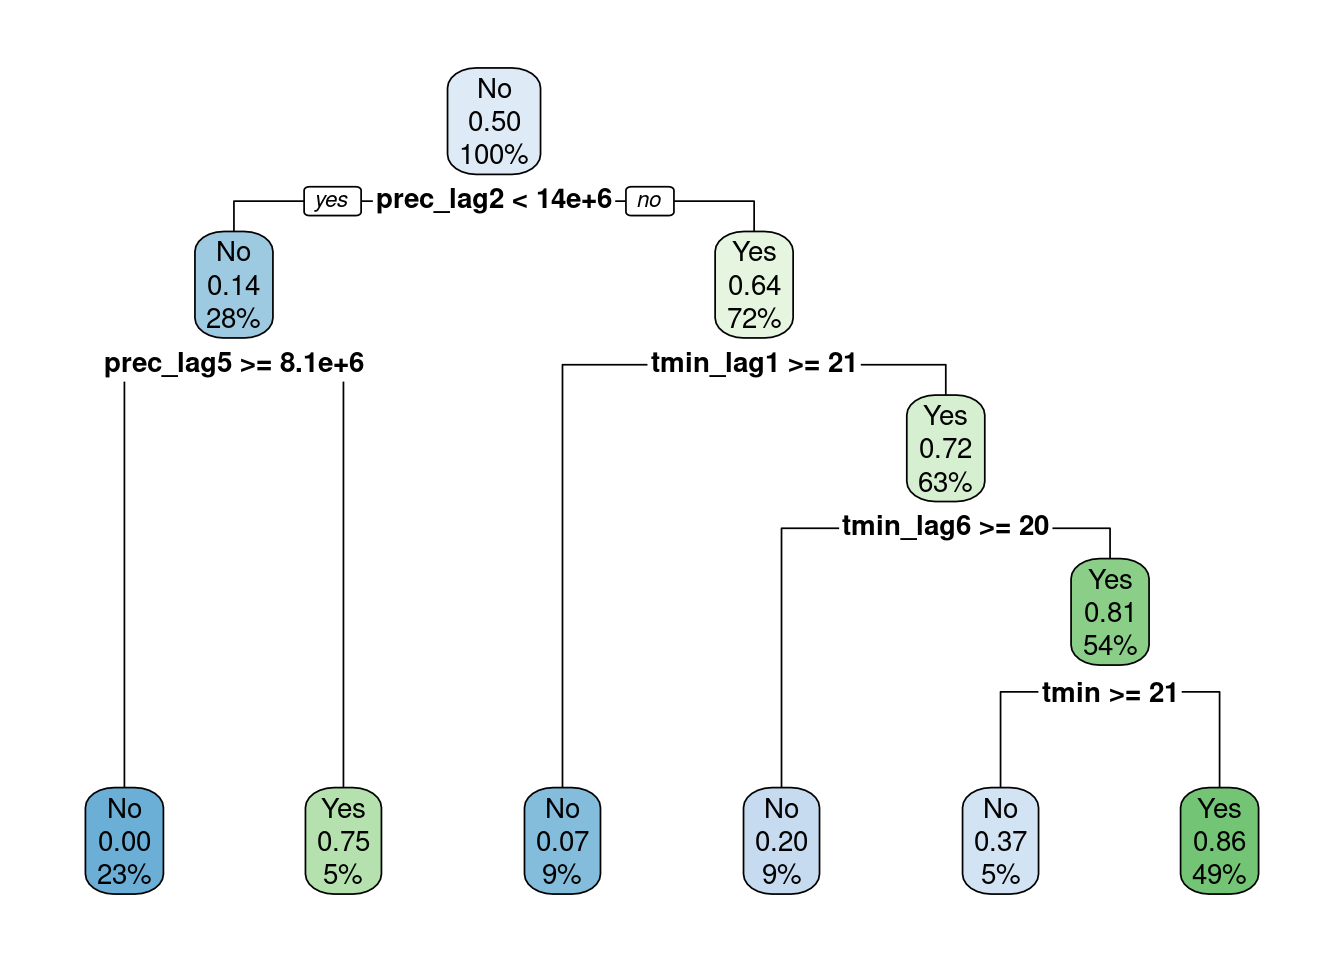 No
0.50
100%
yes prec_lag2 < 14e+6 no
No
0.14
28%
Yes
0.64
72%
prec_lag5 >= 8.1e+6
tmin_lag1 >= 21
Yes
0.72
63%
tmin_lag6 >= 20
Yes
0.81
54%
tmin >= 21
No
0.00
23%
Yes
0.75
5%
No
0.07
9%
No
0.20
9%
No
0.37
5%
Yes
0.86
49%